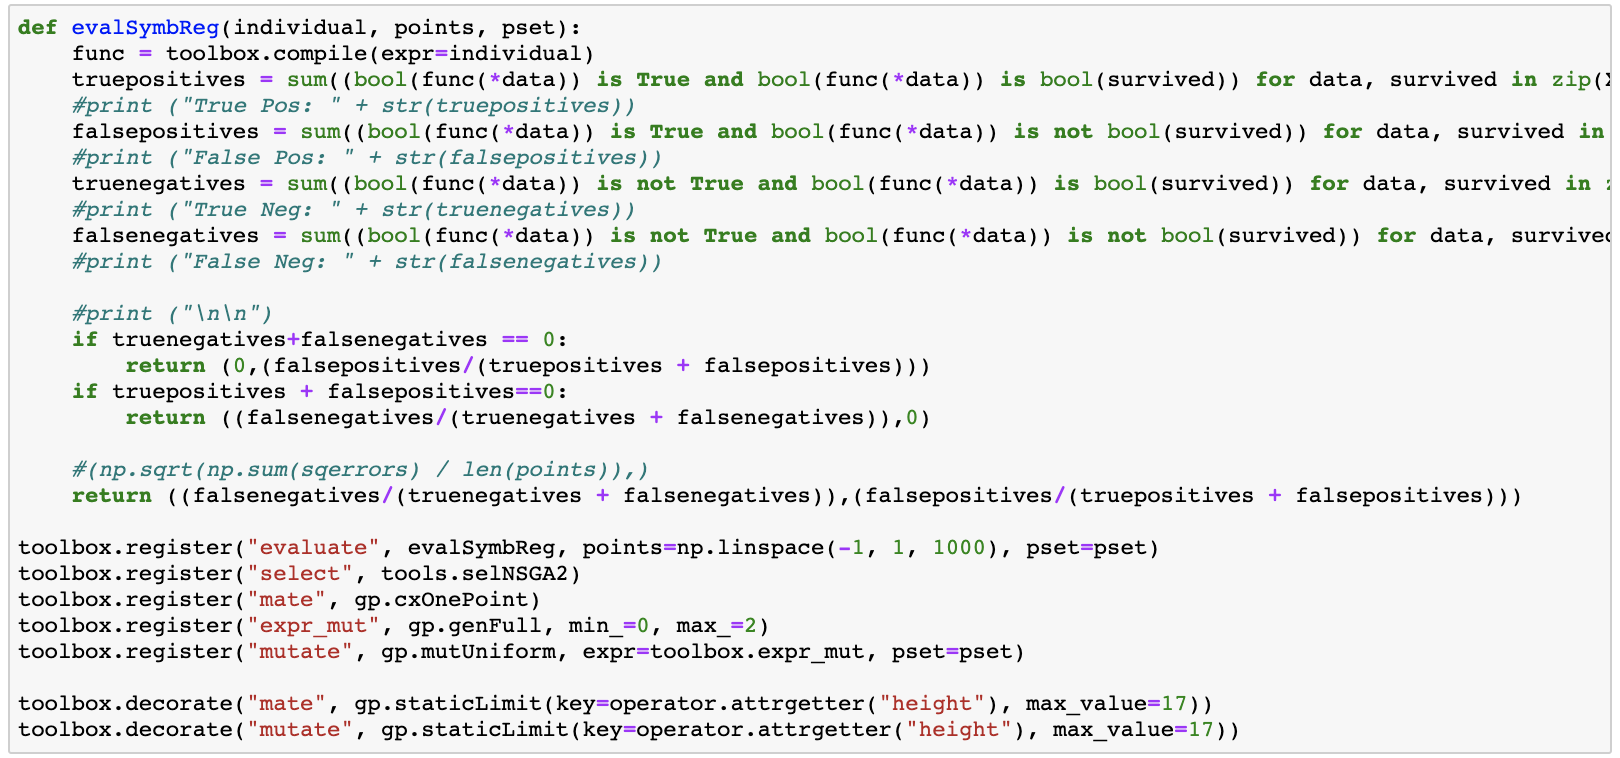 def evalSymbReg(individual, points, pset):
    func = toolbox.compile(expr=individual)
    truepositives = sum((bool(func(*data)) is True and bool(func(*data)) is bool(survived)) for data, survived in zip(
    #print ("True Pos: " + str(truepositives))
    falsepositives = sum((bool(func(*data)) is True and bool(func(*data)) is not bool(survived)) for data, survived in
    #print ("False Pos: " + str(falsepositives))
    truenegatives = sum((bool(func(*data)) is not True and bool(func(*data)) is bool(survived)) for data, survived in
    #print ("True Neg: " + str(truenegatives))
    falsenegatives = sum((bool(func(*data)) is not True and bool(func(*data)) is not bool(survived)) for data,
    #print ("False Neg: " + str(falsenegatives))
    #print ("\n\n")
    if truenegatives+falsenegatives == 0:
        return (0,(falsepositives/(truepositives + falsepositives)))
    if truepositives + falsepositives==0:
        return ((falsenegatives/(truenegatives + falsenegatives)),0)
    #(np.sqrt(np.sum(sqerrors) / len(points)),)
    return ((falsenegatives/(truenegatives + falsenegatives)),(falsepositives/(truepositives + falsepositives)))
toolbox.register("evaluate", evalSymbReg, points=np.linspace(-1, 1, 1000), pset=pset)
toolbox.register("select", tools.selNSGA2)
toolbox.register("mate", gp.cxOnePoint)
toolbox.register("expr_mut", gp.genFull, min_=0, max_=2)
toolbox.register("mutate", gp.mutUniform, expr=toolbox.expr_mut, pset=pset)
toolbox.decorate("mate", gp.staticLimit(key=operator.attrgetter("height"), max_value=17))
toolbox.decorate("mutate", gp.staticLimit(key=operator.attrgetter("height"), max_value=17))